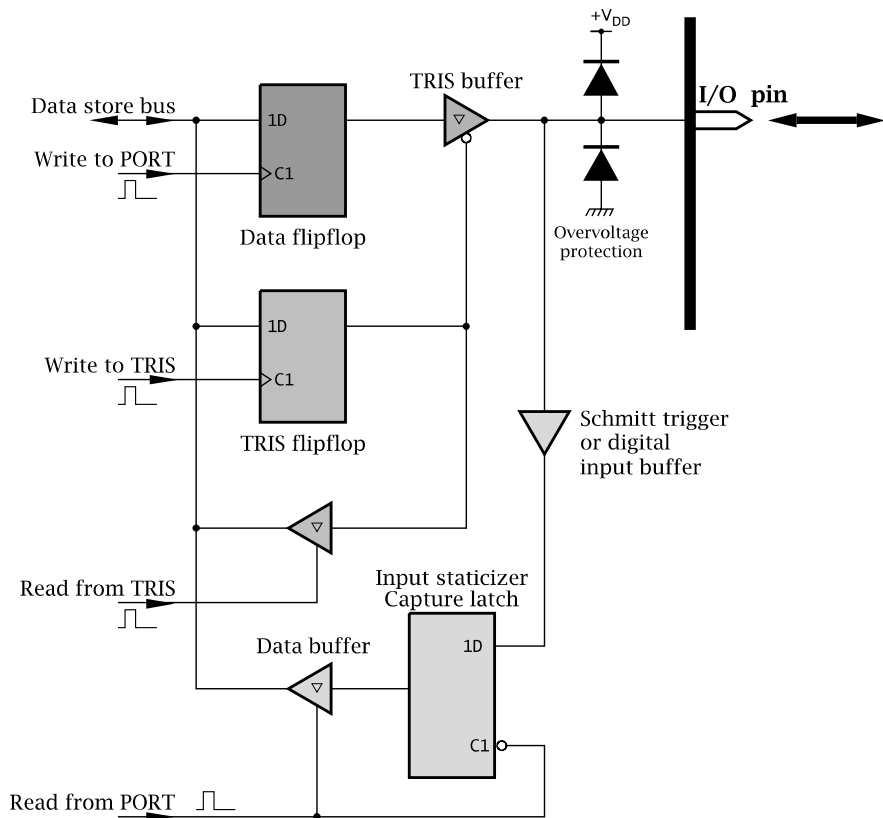 +VDD
TRIS buffer
I/O pin
Data store bus
1D
Write to PORT
C1
Data flipflop
Overvoltage
protection
1D
Write to TRIS
C1
TRIS flipflop
Schmitt trigger
or digital
input buffer
Read from TRIS
Input staticizer
Capture latch
1D
Data buffer
C1
Read from PORT